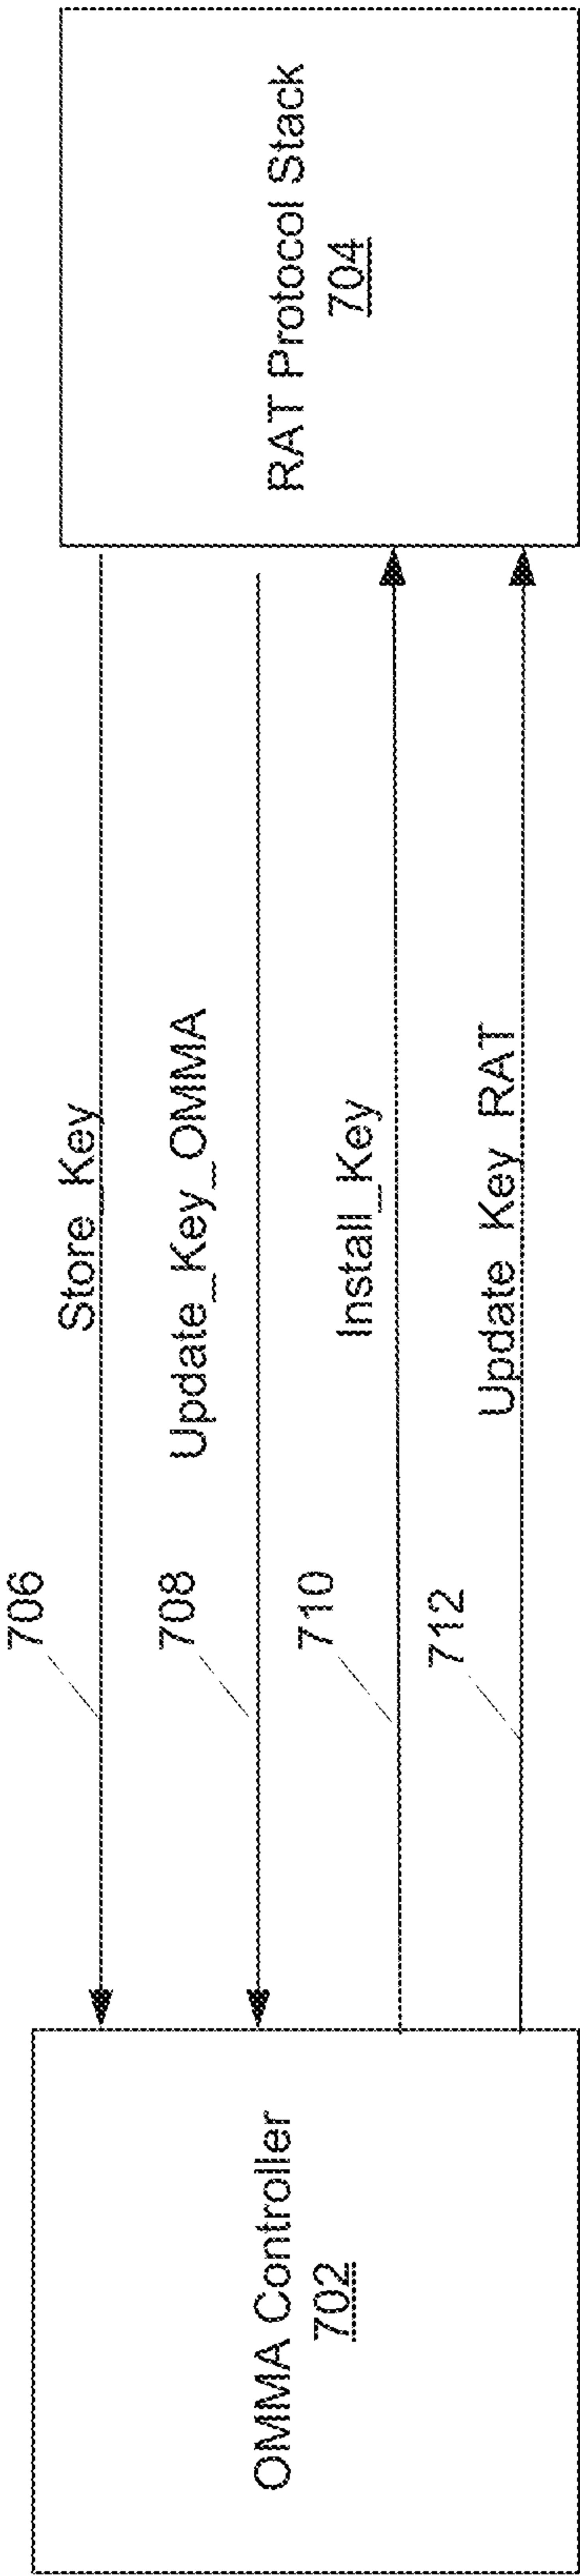 OMMA Controller
702
706
Store_Key
708
Update_Key_OMMA
710
Install_Key
712
Update_Key_RAT
RAT Protocol Stack
704